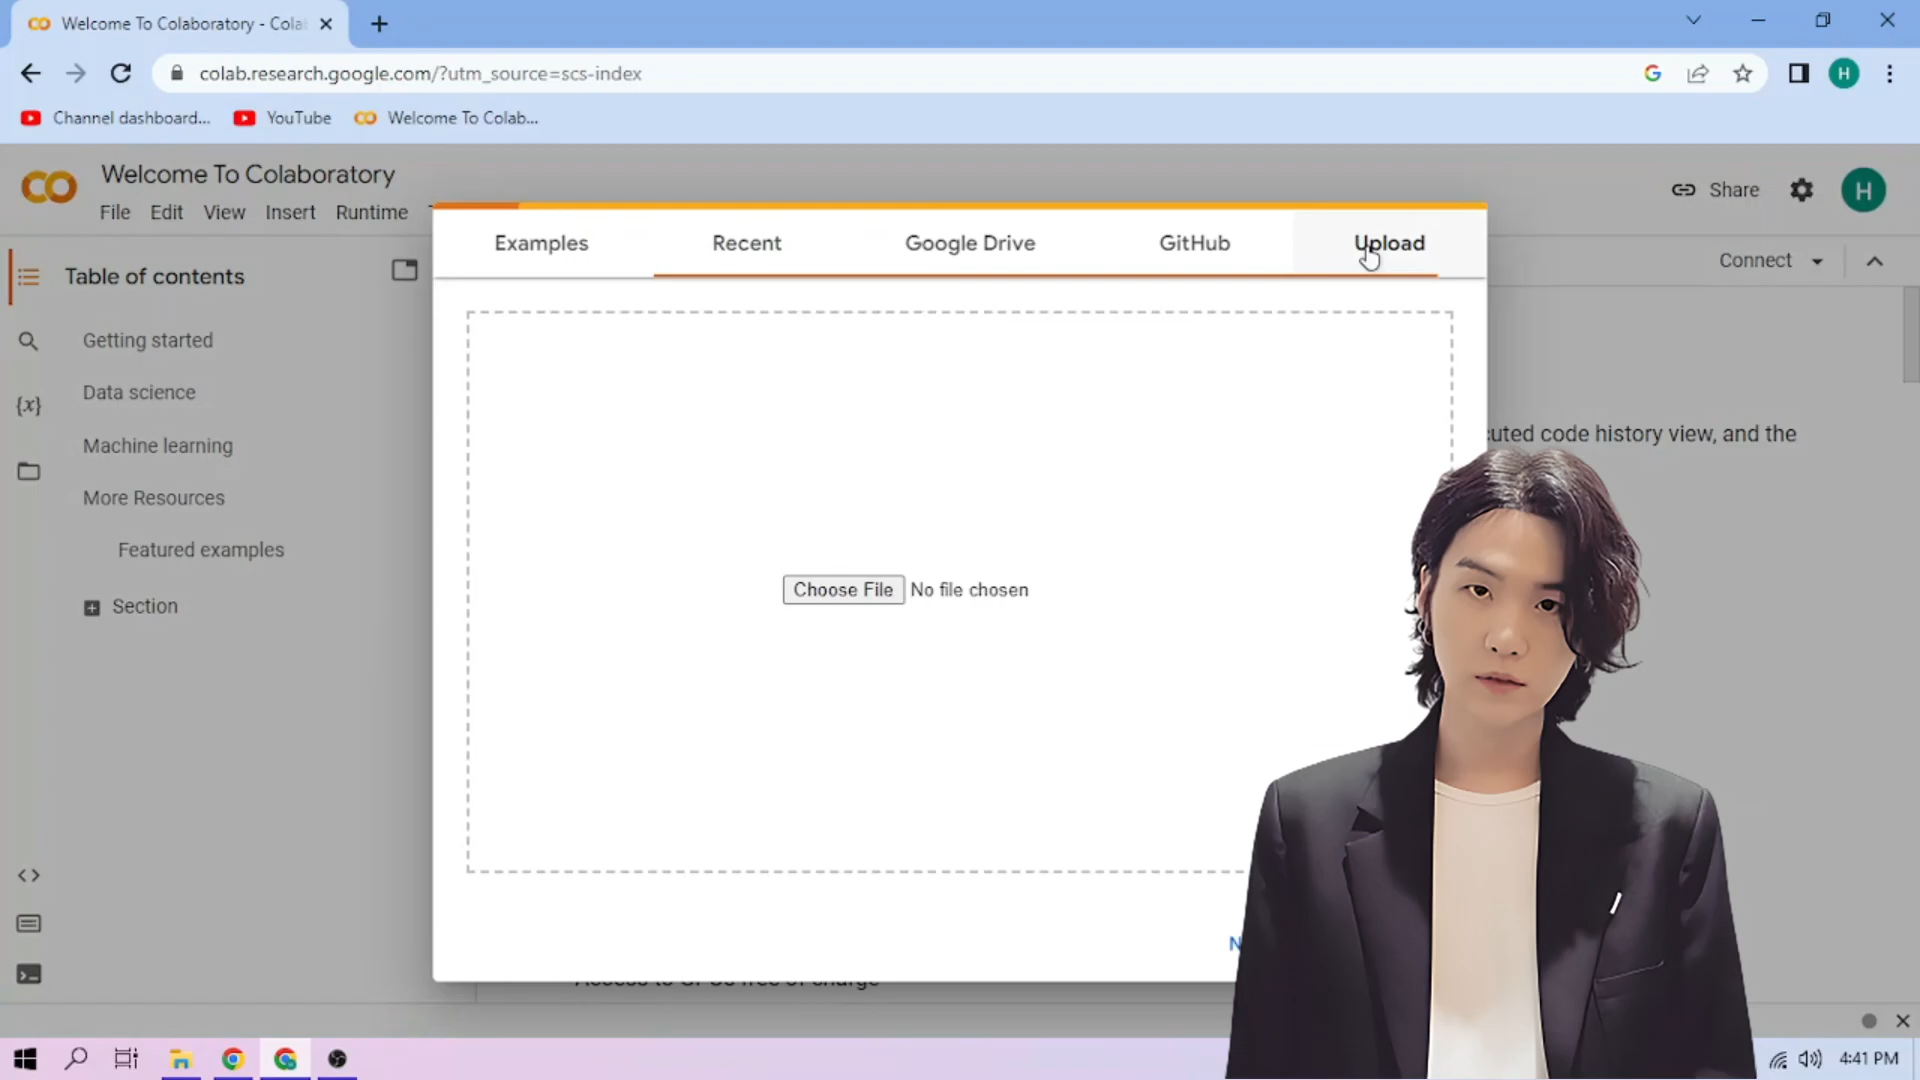 Welcome To Colaboratory - Cola
colab.research.google.com/?utm_source=scs-index
H
Channel dashboard...
YouTube
Welcome To Colab...
Welcome To Colaboratory
File Edit View Insert Runtime
Share
H
Examples Recent Google Drive GitHub Upload
Connect
Table of contents
Getting started
Data science
Machine learning
More Resources
Featured examples
Section
cuted code history view, and the
Choose File No file chosen
N
4:41 PM